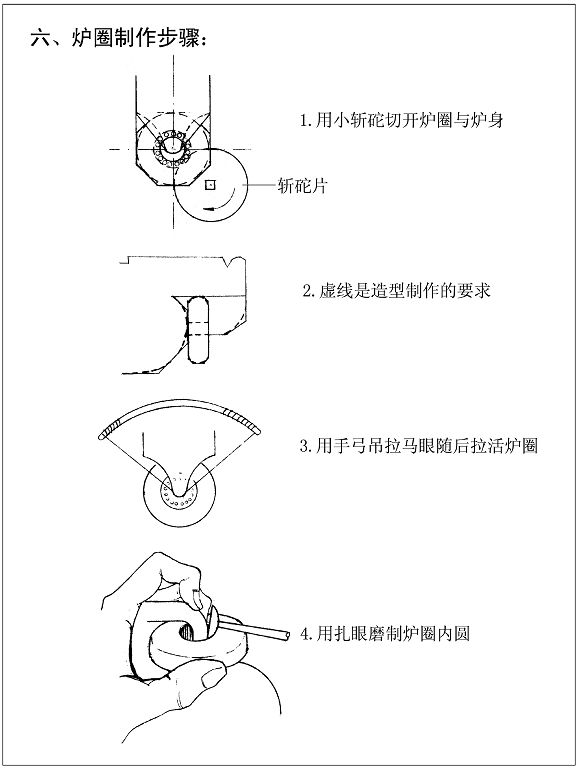 六、炉圈制作步骤：
1.用小斩砣切开炉圈与炉身
斩砣片
2.虚线是造型制作的要求
3.用手弓吊拉马眼随后拉活炉圈
4.用扎眼磨制炉圈内圆